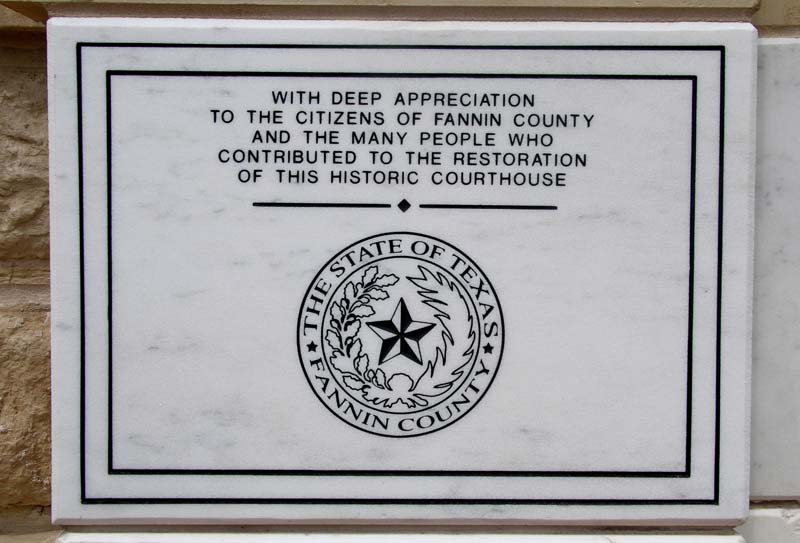 WITH DEEP APPRECIATION
TO THE CITIZENS OF FANNIN COUNTY
AND THE MANY PEOPLE WHO
CONTRIBUTED TO THE RESTORATION
OF THIS HISTORIC COURTHOUSE
THE STATE OF TEXAS
FANNIN COUNTY